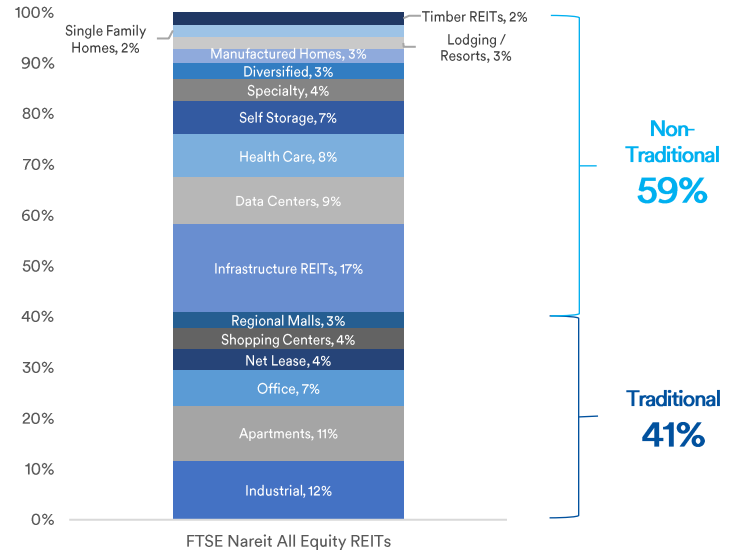 100%
90%
80%
70%
60%
50%
40%
30%
20%
10%
0%
Single Family
Homes, 2%
Timber REITs, 2%
Lodging /
Resorts, 3%
Manufactured Homes, 3%
Diversified, 3%
Specialty, 4%
Self Storage, 7%
Health Care, 8%
Data Centers, 9%
Infrastructure REITs, 17%
Regional Malls, 3%
Shopping Centers, 4%
Net Lease, 4%
Office, 7%
Apartments, 11%
Industrial, 12%
FTSE Nareit All Equity REITs
Non-
Traditional
59%
Traditional
41%